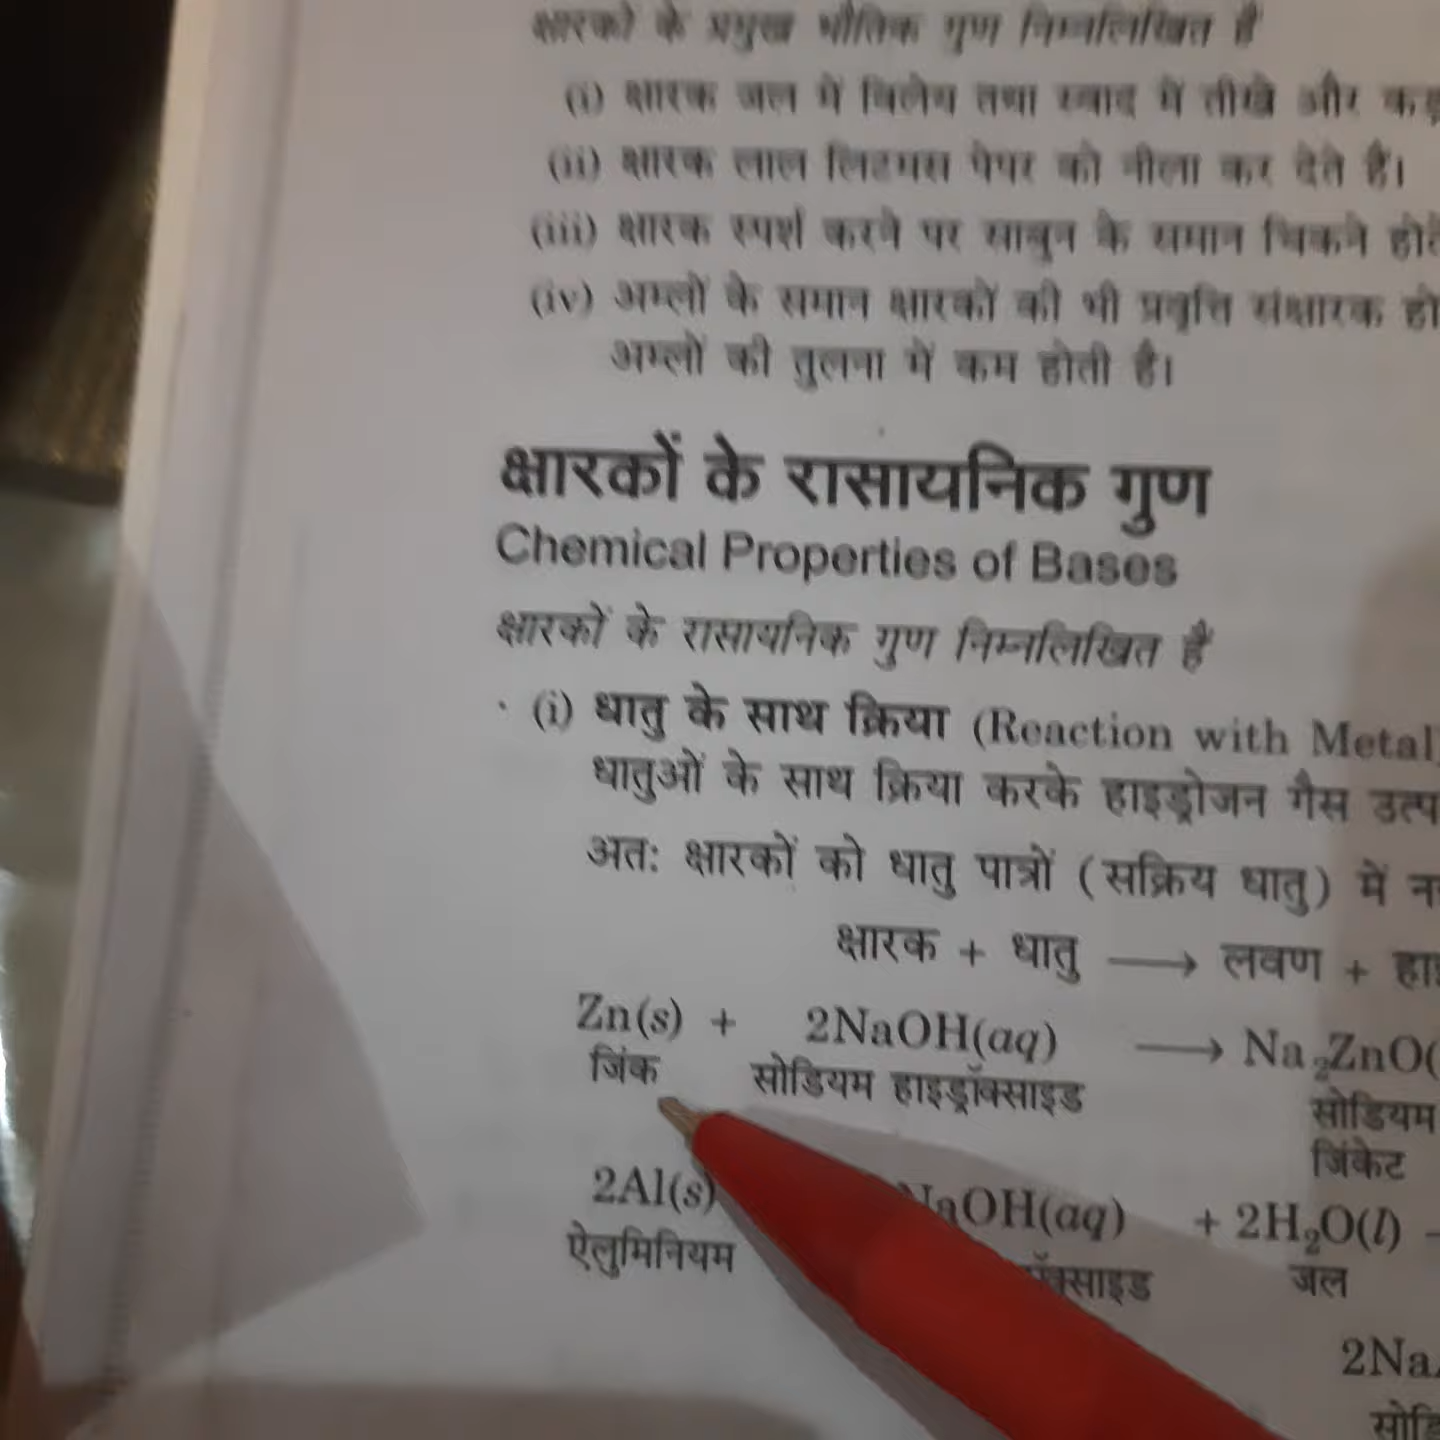 क्षारकों के प्रमुख भौतिक गुण निम्नलिखित हैं
(i) क्षारक जल में विलेय तथा स्वाद में तीखे और
(ii) क्षारक लाल लिटमस पेपर को नीला कर देते हैं।
(iii) क्षारक स्पर्श करने पर साबुन के समान चिकने
(iv) अम्लों के समान क्षारकों की भी प्रवृत्ति संक्षारक
अम्लों की तुलना में कम होती है।
क्षारकों के रासायनिक गुण
Chemical Properties of Bases
क्षारकों के रासायनिक गुण निम्नलिखित हैं
(i) धातु के साथ क्रिया (Reaction with Metal)
धातुओं के साथ क्रिया करके हाइड्रोजन गैस
अतः क्षारकों को धातु पात्रों (सक्रिय धातु) में
क्षारक + धातु ⟶ लवण +
Zn(s) + 2NaOH(aq) ⟶ Na₂ZnO
जिंक सोडियम हाइड्रॉक्साइड सोडियम
जिंकेट
2Al(s) NaOH(aq) + 2H₂O(l)
ऐलुमिनियम जल
2Na